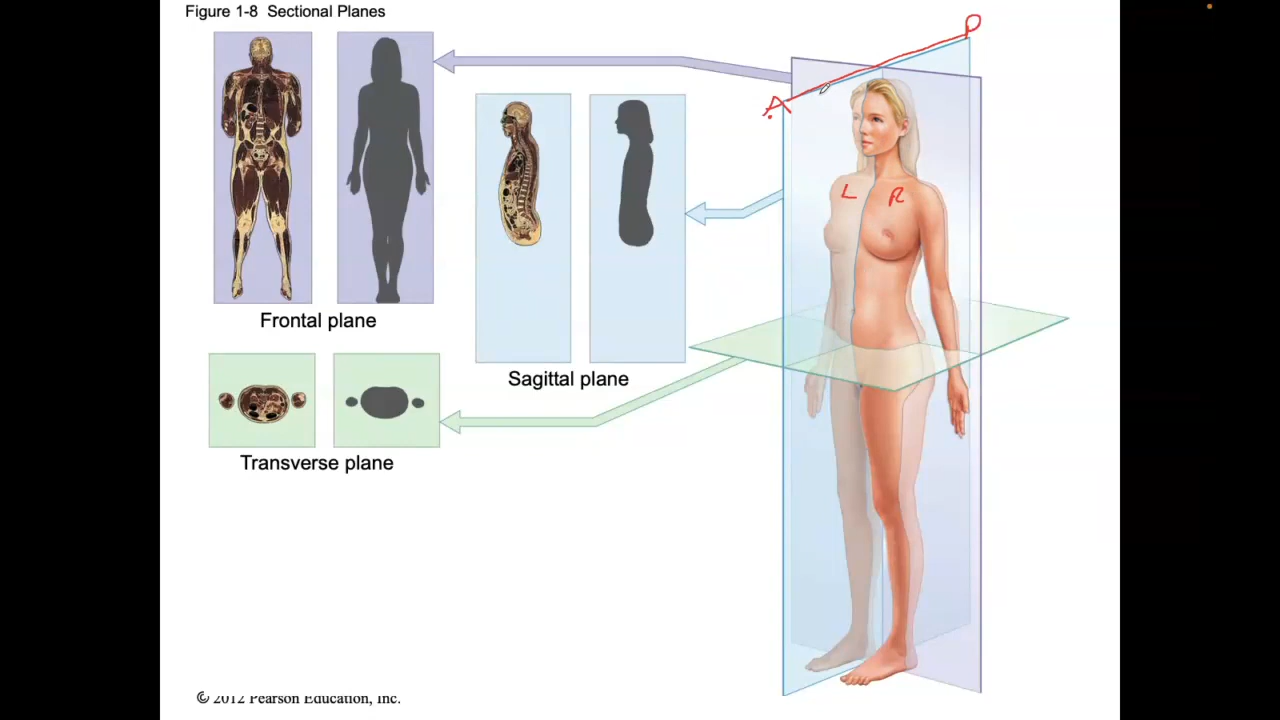 Figure 1-8 Sectional Planes
P
A
L R
Frontal plane
Sagittal plane
Transverse plane
© 2012 Pearson Education, Inc.